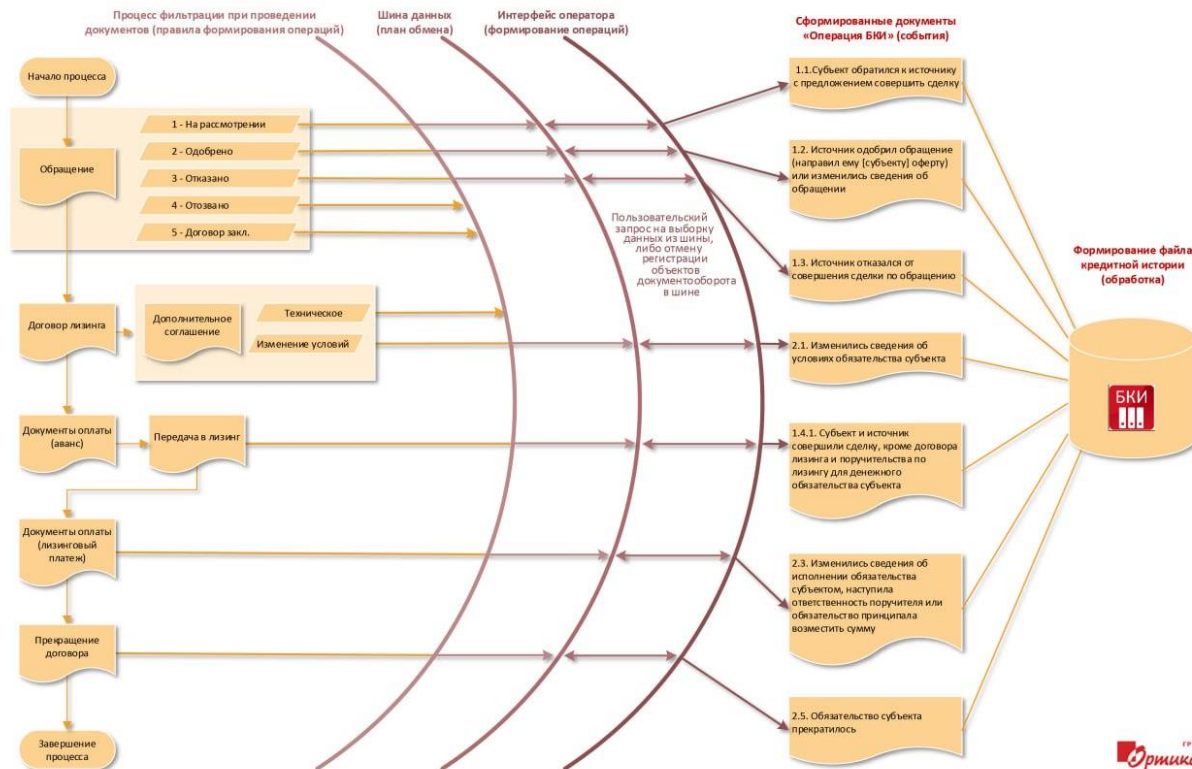 Процесс фильтрации при проведении
документов (правила формирования операций)
Шина данных
(план обмена)
Интерфейс оператора
(формирование операций)
Сформированные документы
«Операция БКИ» (события)
Начало процесса
Обращение
1 - На рассмотрении
2 - Одобрено
3 - Отказано
4 - Отозвано
5 - Договор закл.
Договор лизинга
Дополнительное
соглашение
Техническое
Изменение условий
Документы оплаты
(аванс)
Передача в лизинг
Документы оплаты
(лизинговый
платеж)
Прекращение
договора
Завершение
процесса
Пользовательский
запрос на выборку
данных из шины,
либо отмену
регистрации
объектов
документооборота
в шине
1.1.Субъект обратился к источнику
с предложением совершить сделку
1.2. Источник одобрил обращение
(направил ему [субъекту] оферту)
или изменились сведения об
обращении
1.3. Источник отказался от
совершения сделки по обращению
2.1. Изменились сведения об
условиях обязательства субъекта
1.4.1. Субъект и источник
совершили сделку, кроме договора
лизинга и поручительства по
лизингу для денежного
обязательства субъекта
2.3. Изменились сведения об
исполнении обязательства
субъектом, наступила
ответственность поручителя или
обязательство принципала
возместить сумму
2.5. Обязательство субъекта
прекратилось
Формирование файла
кредитной истории
(обработка)
БКИ